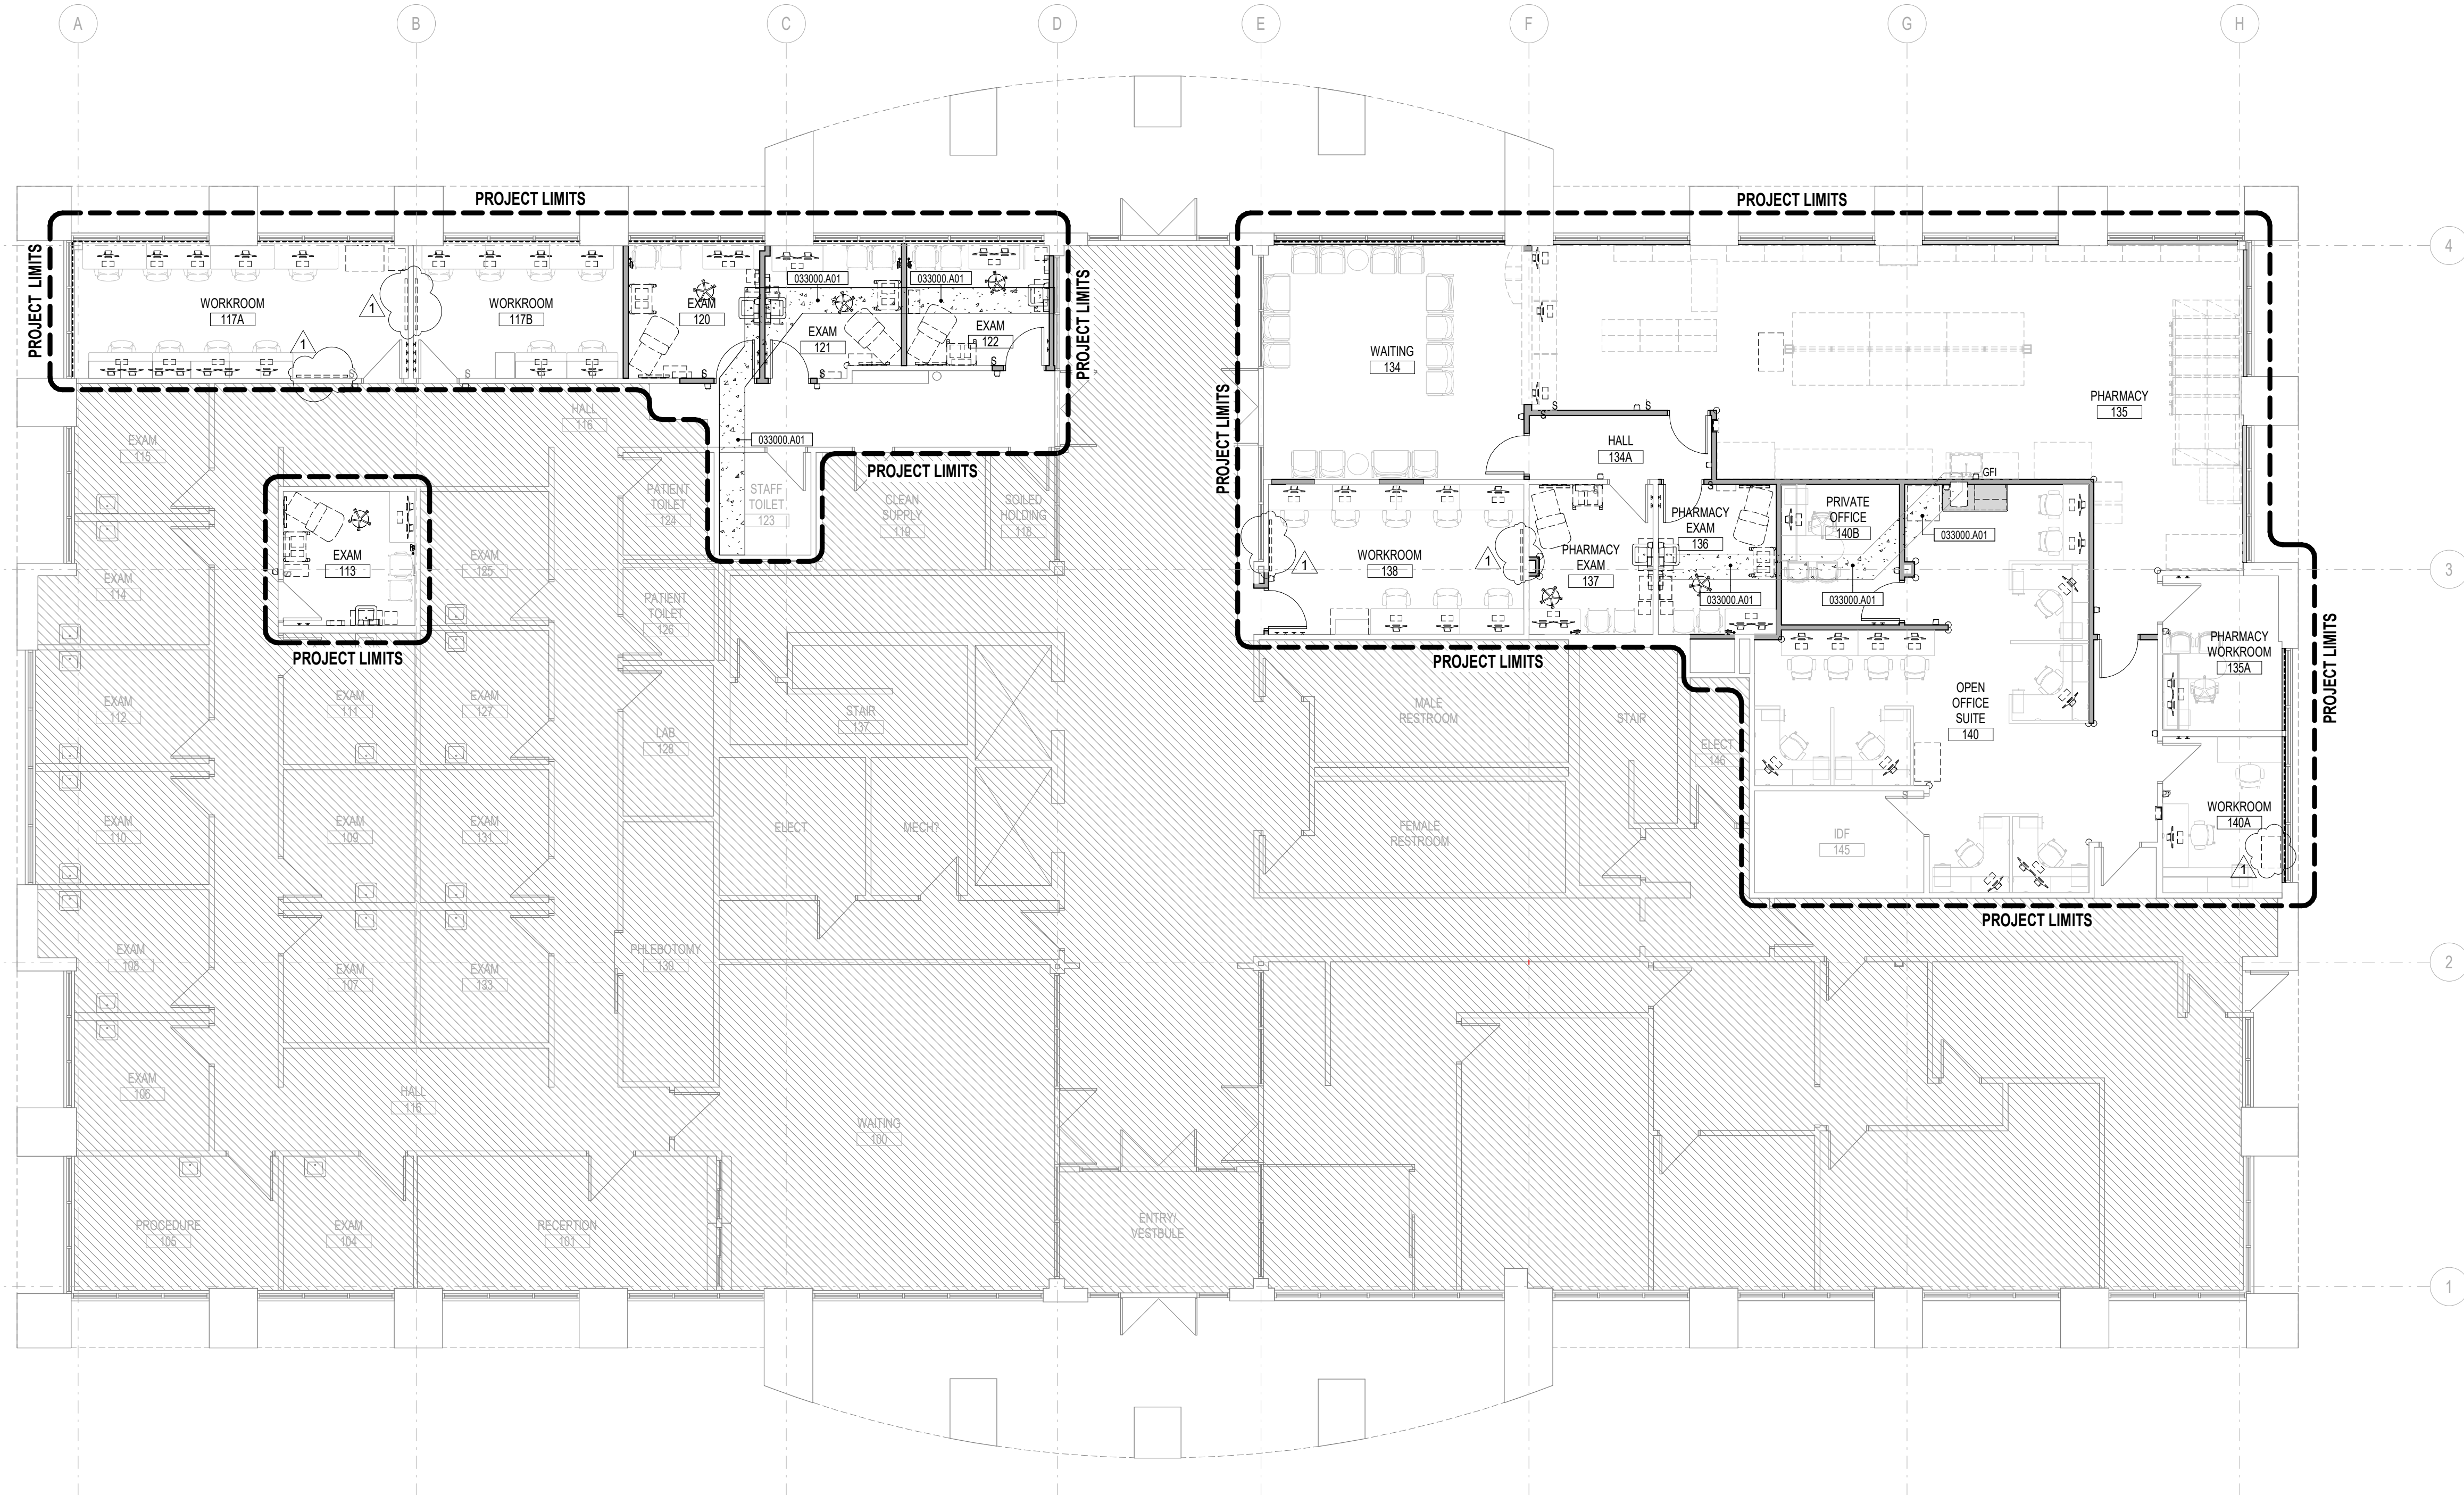 A
B
C
D
E
F
G
H
PROJECT LIMITS
PROJECT LIMITS
PROJECT LIMITS
PROJECT LIMITS
PROJECT LIMITS
4
WORKROOM
117A
1
1
WORKROOM
117B
EXAM
120
033000.A01
EXAM
121
033000.A01
EXAM
122
S
S
S
S
S
033000.A01
PROJECT LIMITS
WAITING
134
PHARMACY
135
S
S
S
HALL
134A
S
GFI
HALL
116
EXAM
115
PATIENT
TOILET
124
STAFF
TOILET
123
CLEAN
SUPPLY
119
SOILED
HOLDING
118
EXAM
113
PROJECT LIMITS
EXAM
125
EXAM
114
PATIENT
TOILET
126
WORKROOM
138
1
1
PHARMACY
EXAM
137
PHARMACY
EXAM
136
033000.A01
PRIVATE
OFFICE
140B
033000.A01
033000.A01
3
PROJECT LIMITS
PROJECT LIMITS
PHARMACY
WORKROOM
135A
EXAM
112
EXAM
111
EXAM
127
LAB
128
STAIR
137
MALE
RESTROOM
STAIR
ELECT
146
OPEN
OFFICE
SUITE
140
EXAM
110
EXAM
109
EXAM
131
ELECT
MECH?
FEMALE
RESTROOM
S
IDF
145
WORKROOM
140A
1
PROJECT LIMITS
EXAM
108
EXAM
107
EXAM
133
PHLEBOTOMY
130
2
EXAM
106
HALL
116
WAITING
100
PROCEDURE
105
EXAM
104
RECEPTION
101
ENTRY/
VESTBULE
1